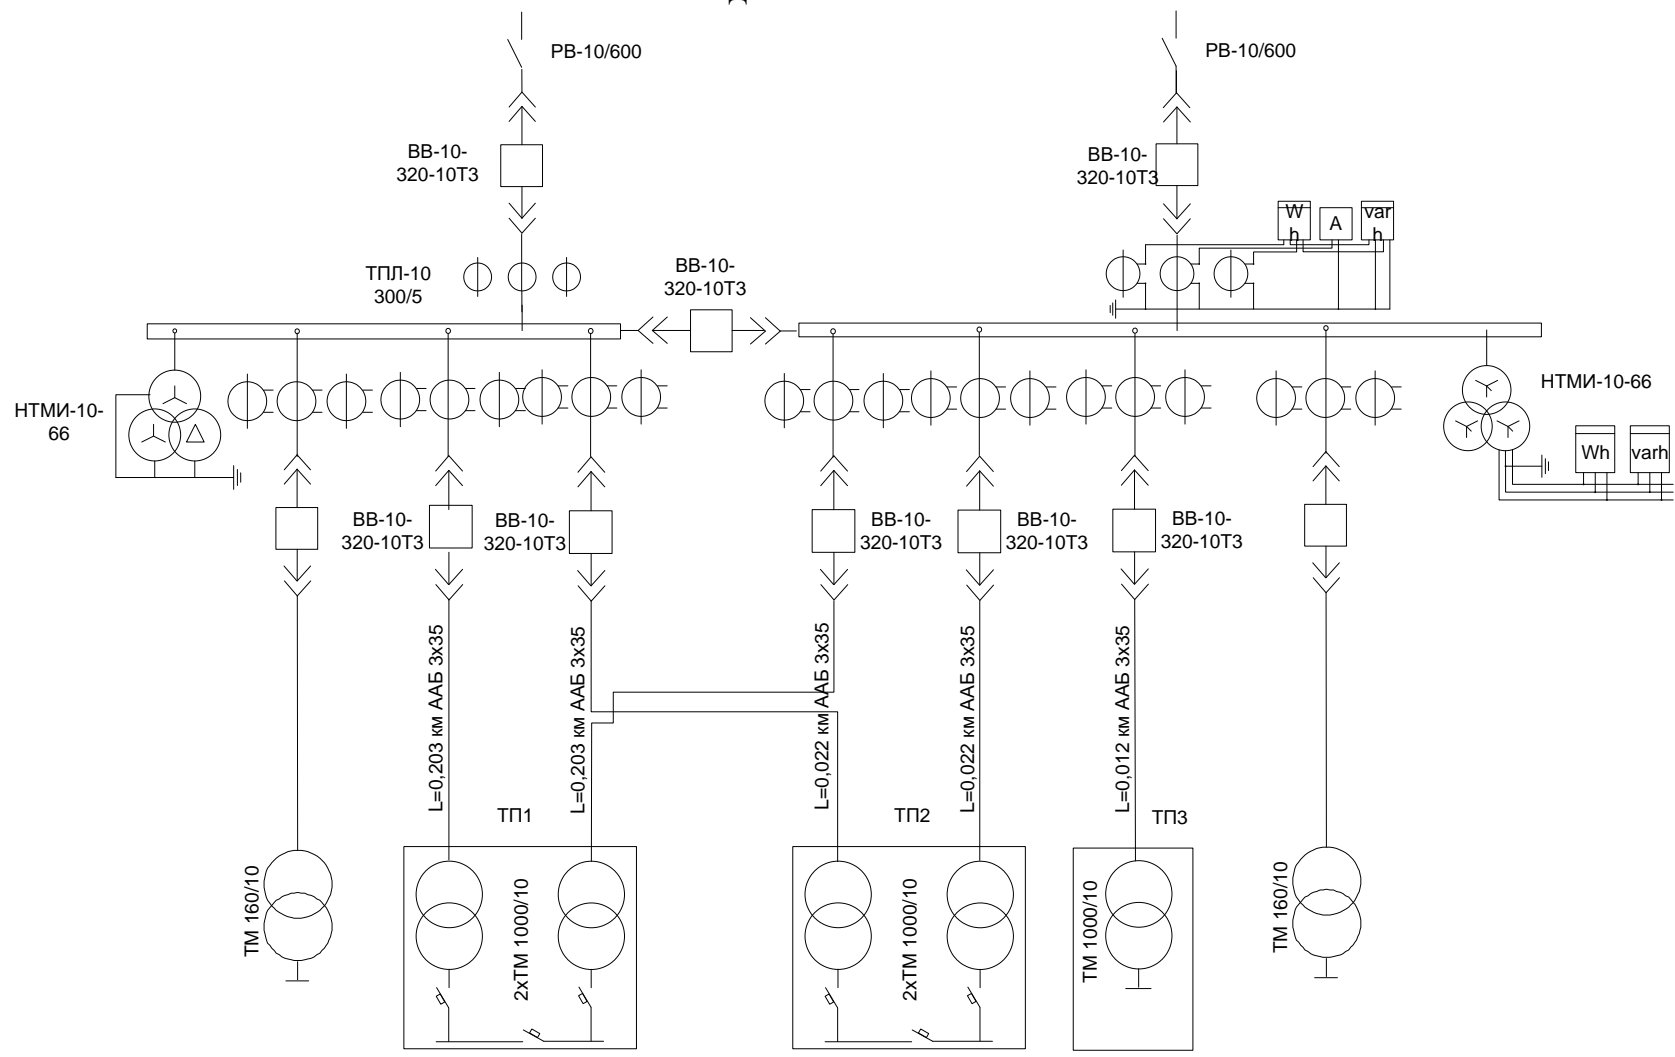 РВ-10/600
РВ-10/600
ВВ-10-
320-10Т3
ВВ-10-
320-10Т3
W
h
A
var
h
ТПЛ-10
300/5
ВВ-10-
320-10Т3
НТМИ-10-
66
НТМИ-10-66
Wh
varh
ВВ-10-
320-10Т3
ВВ-10-
320-10Т3
ВВ-10-
320-10Т3
ВВ-10-
320-10Т3
ВВ-10-
320-10Т3
L=0,203 км ААБ 3х35
L=0,203 км ААБ 3х35
L=0,022 км ААБ 3х35
L=0,022 км ААБ 3х35
L=0,012 км ААБ 3х35
ТП1
ТП2
ТП3
ТМ 160/10
2хТМ 1000/10
2хТМ 1000/10
ТМ 1000/10
ТМ 160/10